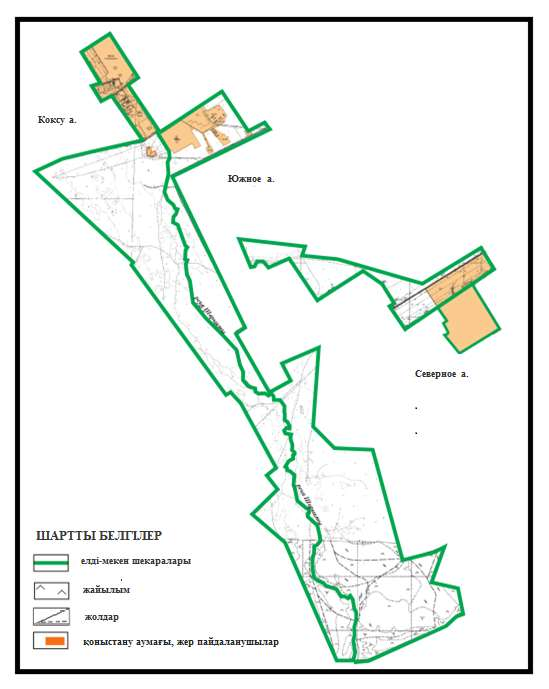 Коксу а.
Южное а.
Северное а.
.
.
ШАРТТЫ БЕЛГІЛЕР
елді-мекен шекаралары
жайылым
жолдар
қоныстану аумағы, жер пайдаланушылар